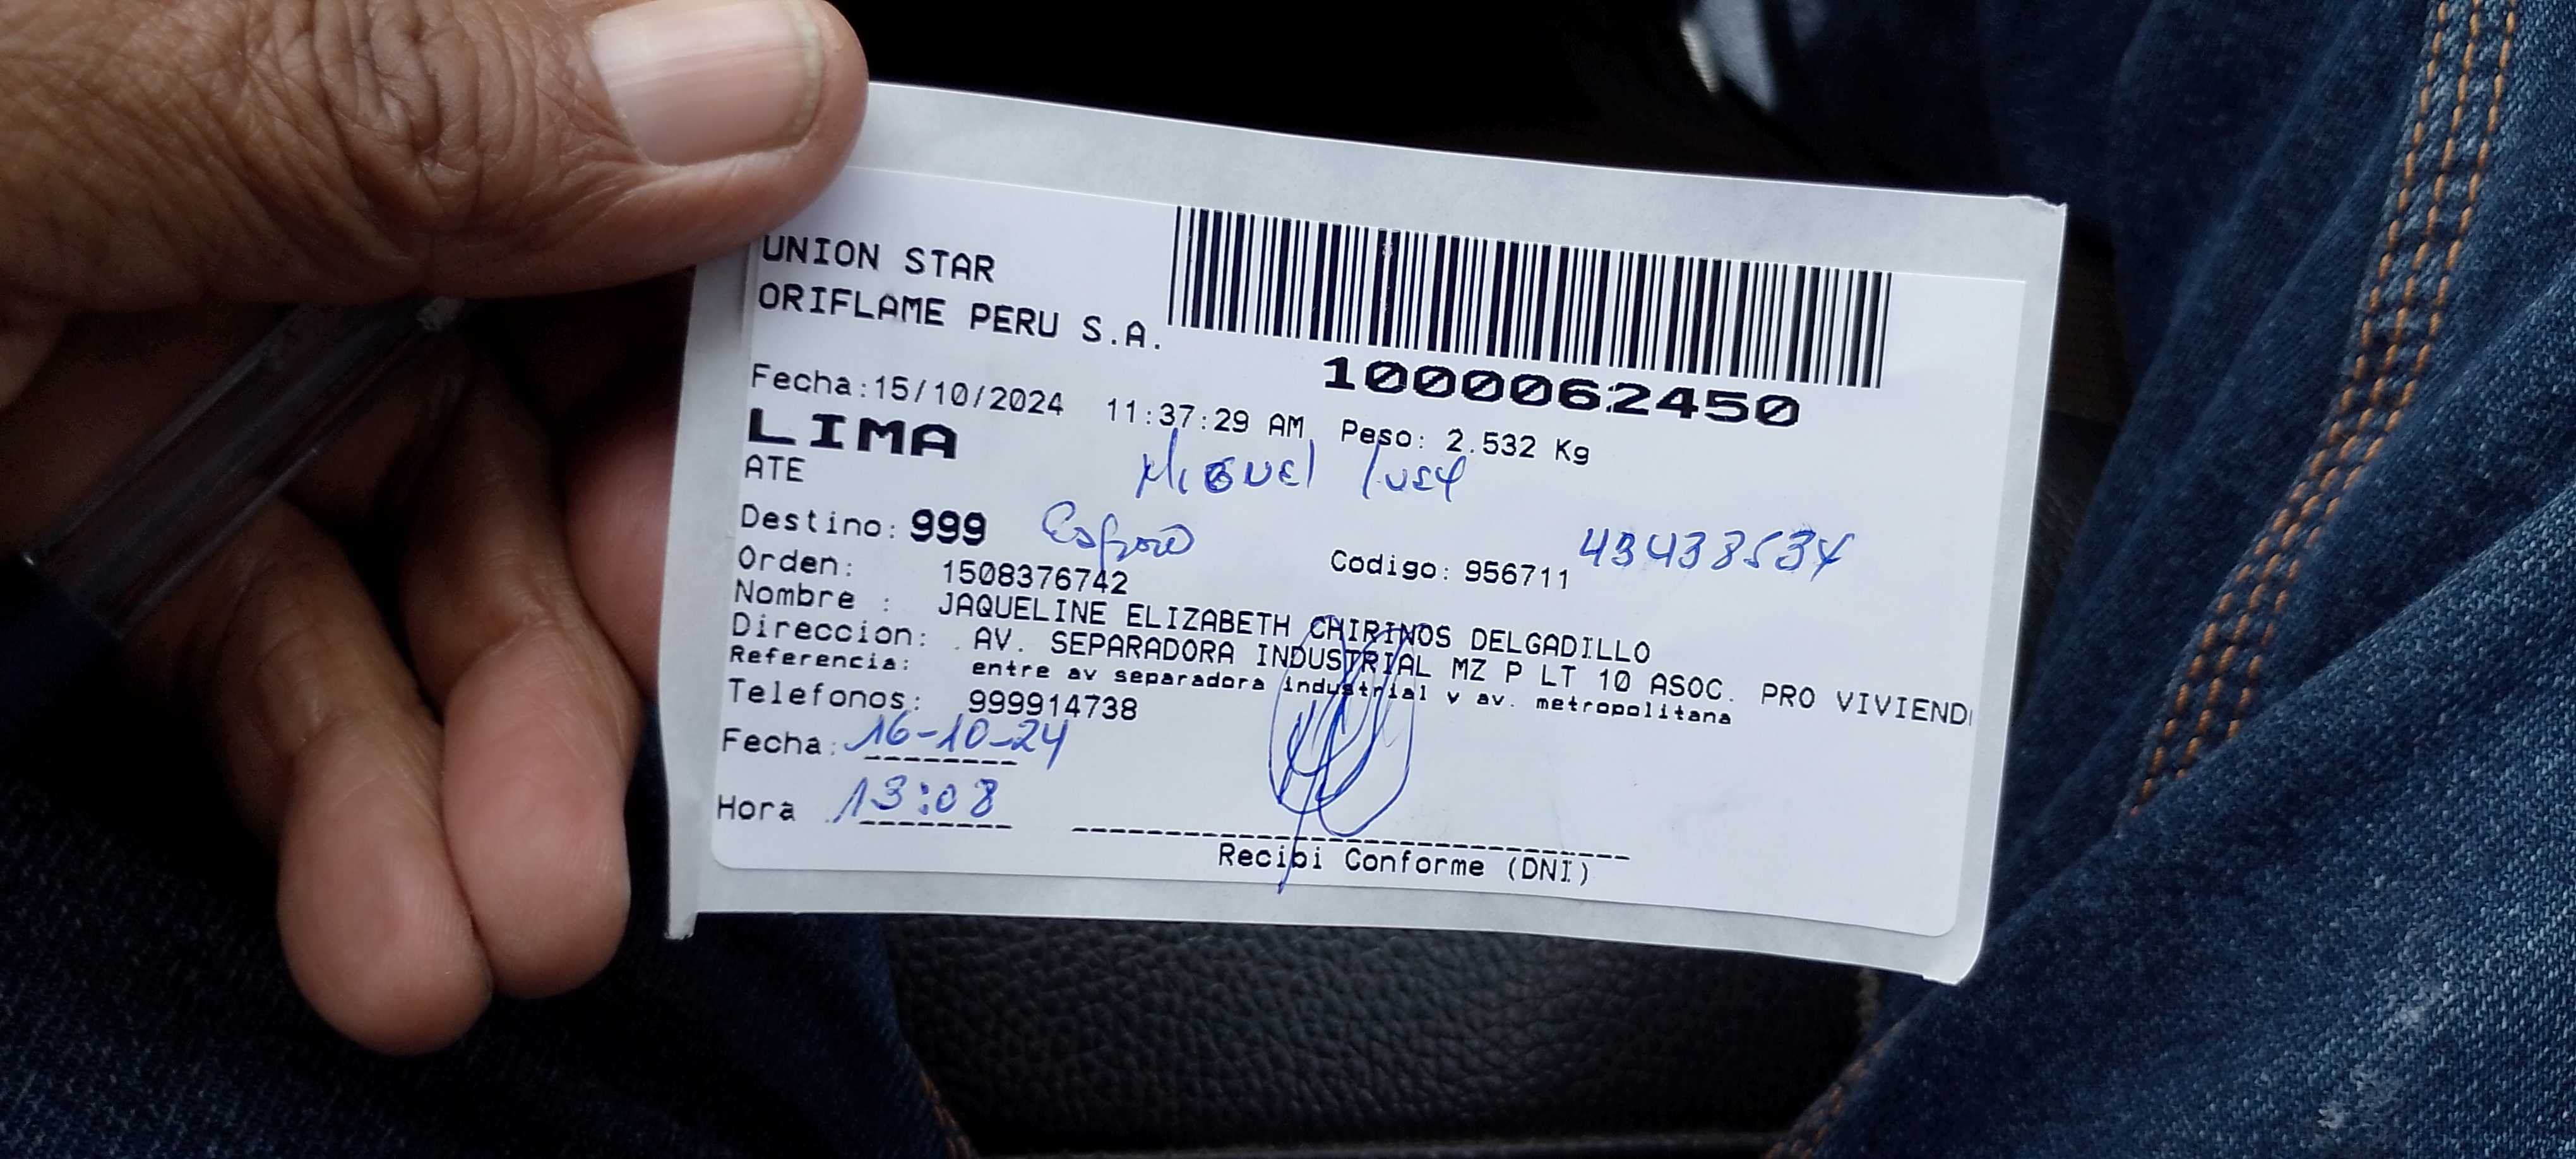 UNION STAR
ORIFLAME PERU S.A.
1000062450
Fecha:15/10/2024 11:37:29 AM Peso: 2.532 Kg
LIMA
ATE
Miguel
Destino: 999 Esposo
Codigo: 956711
Orden: 1508376742
Nombre : JAQUELINE ELIZABETH CHIRINOS DELGADILLO
Direccion: AV. SEPARADORA INDUSTRIAL MZ P LT 10 ASOC. PRO VIVIEND
Referencia: entre av separadora industrial y av. metropolitana
Telefonos: 999914738
Fecha: 16-10-24
Hora 13:08
Recibi Conforme (DNI)